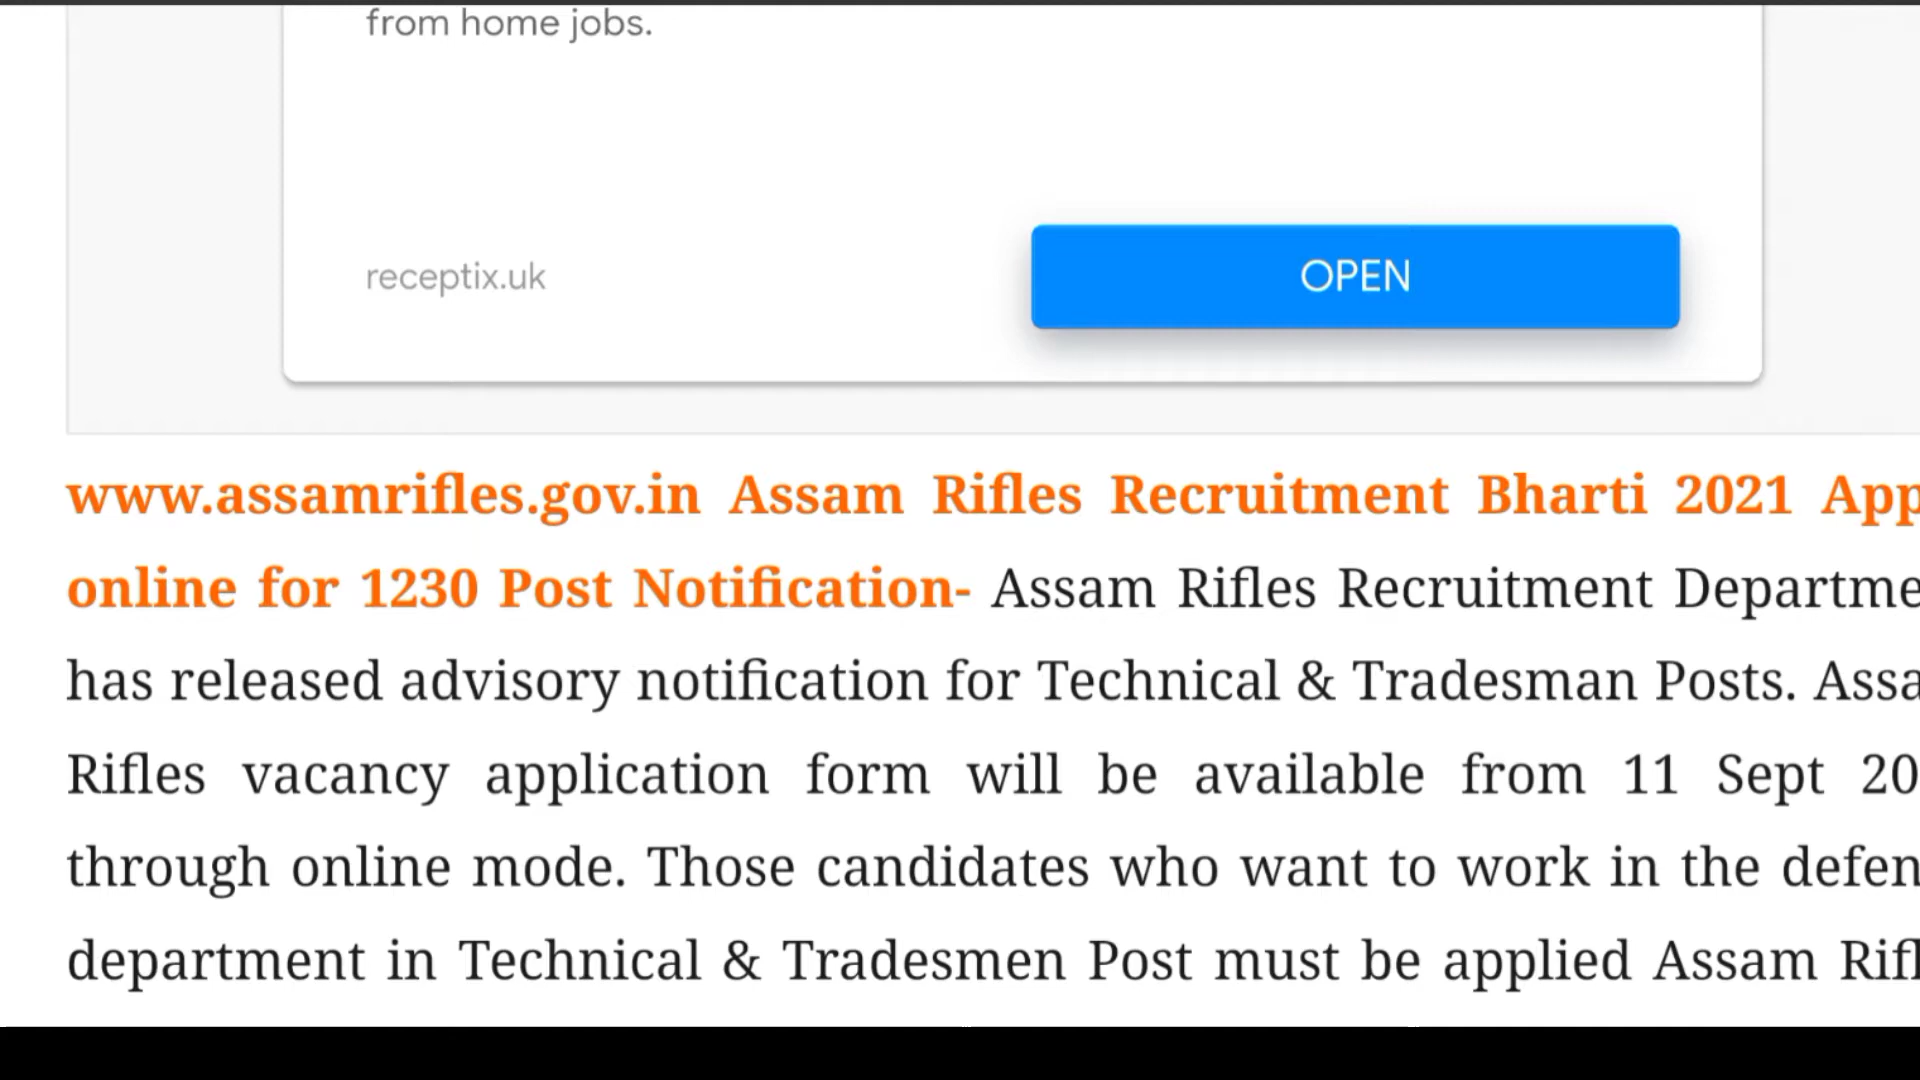 from home jobs.
receptix.uk
OPEN
www.assamrifles.gov.in Assam Rifles Recruitment Bharti 2021 App
online for 1230 Post Notification- Assam Rifles Recruitment Departme
has released advisory notification for Technical & Tradesman Posts. Assa
Rifles vacancy application form will be available from 11 Sept 20
through online mode. Those candidates who want to work in the defen
department in Technical & Tradesmen Post must be applied Assam Rifl